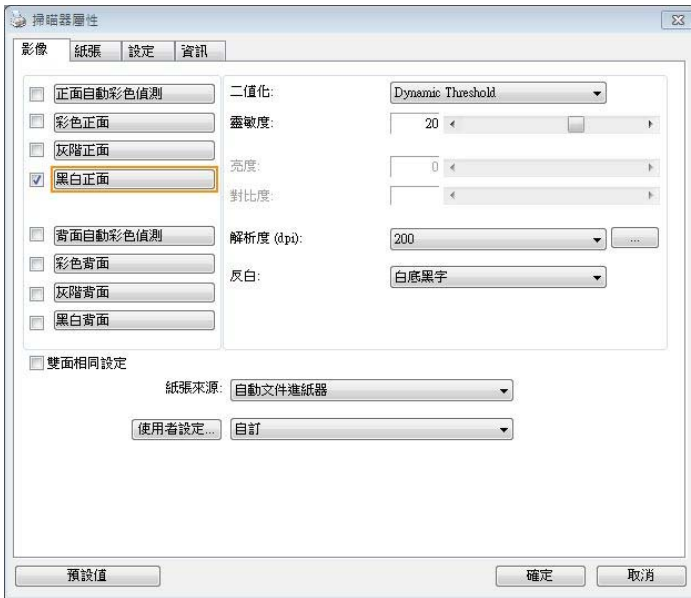 掃瞄器屬性
影像 紙張 設定 資訊
正面自動彩色偵測 二值化: Dynamic Threshold
彩色正面 靈敏度: 20
灰階正面
亮度: 0
黑白正面
對比度:
背面自動彩色偵測 解析度 (dpi): 200 ...
彩色背面
反白: 白底黑字
灰階背面
黑白背面
雙面相同設定
紙張來源: 自動文件進紙器
使用者設定... 自訂
預設值 確定 取消